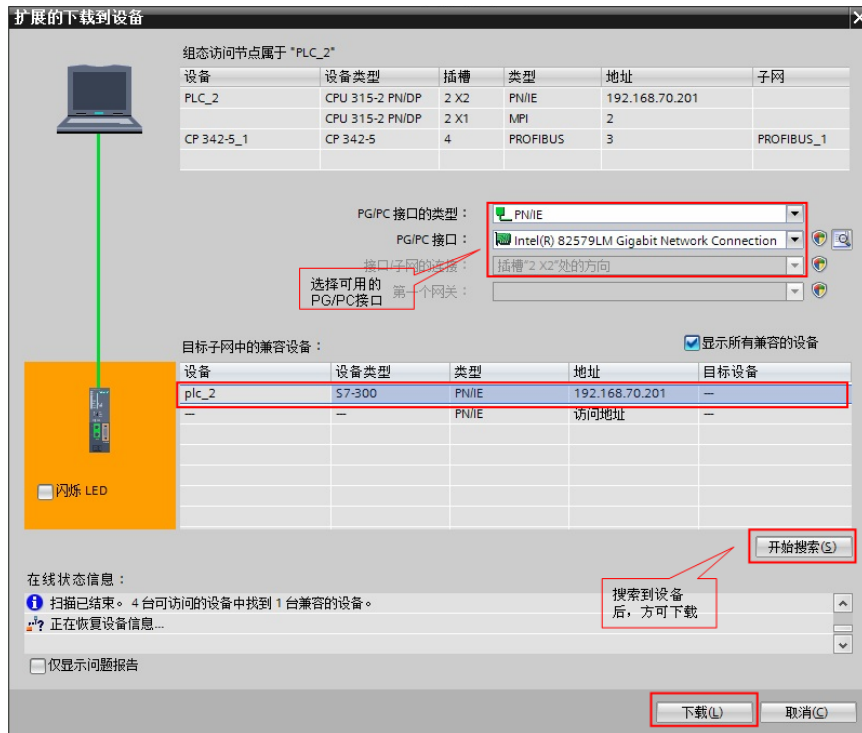 扩展的下载到设备
组态访问节点属于 "PLC_2"
设备 设备类型 插槽 类型 地址 子网
PLC_2 CPU 315-2 PN/DP 2 X2 PN/IE 192.168.70.201
CPU 315-2 PN/DP 2 X1 MPI 2
CP 342-5_1 CP 342-5 4 PROFIBUS 3 PROFIBUS_1
PG/PC 接口的类型： PN/IE
PG/PC 接口： Intel(R) 82579LM Gigabit Network Connection
接口/子网的连接： 插槽"2 X2"处的方向
第一个网关：
选择可用的
PG/PC接口
目标子网中的兼容设备： 显示所有兼容的设备
设备 设备类型 类型 地址 目标设备
plc_2 S7-300 PN/IE 192.168.70.201 —
— — PN/IE 访问地址 —
闪烁 LED
开始搜索(S)
在线状态信息：
扫描已结束。 4 台可访问的设备中找到 1 台兼容的设备。
正在恢复设备信息...
搜索到设备
后，方可下载
仅显示问题报告
下载(L) 取消(C)